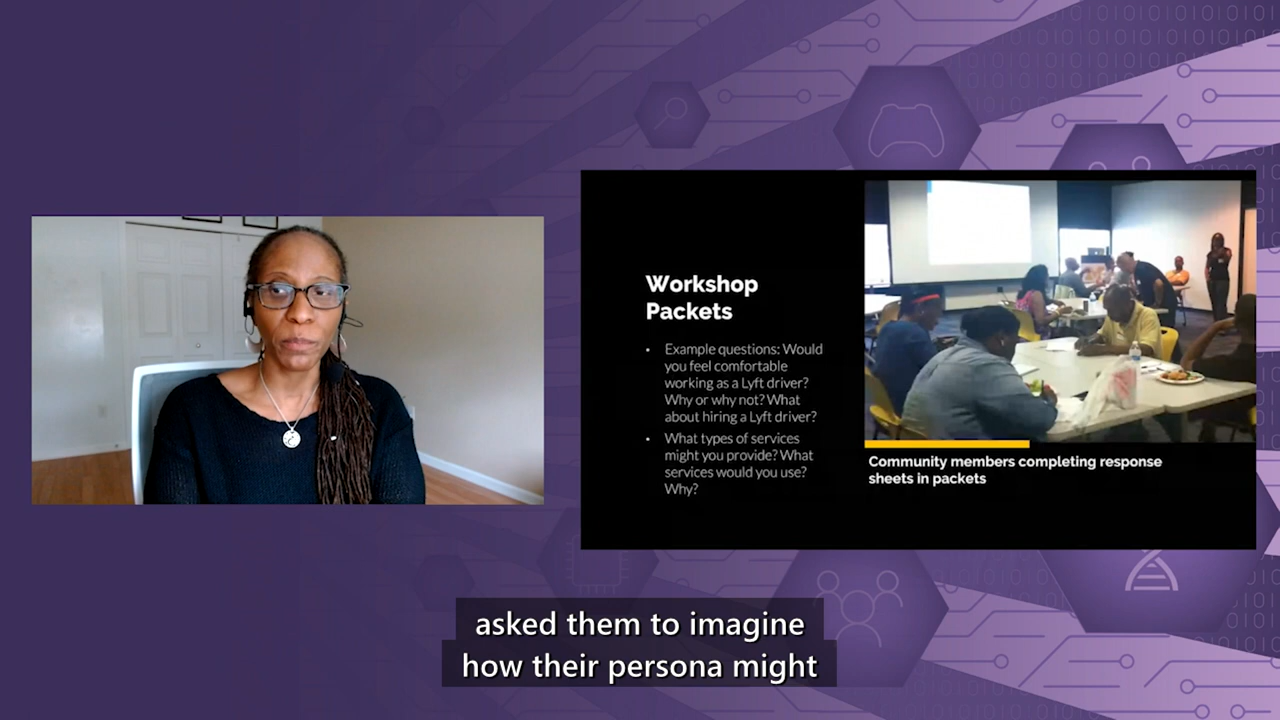 Workshop
Packets
• Example questions: Would
you feel comfortable
working as a Lyft driver?
Why or why not? What
about hiring a Lyft driver?
• What types of services
might you provide? What
services would you use?
Why?
Community members completing response
sheets in packets
asked them to imagine
how their persona might